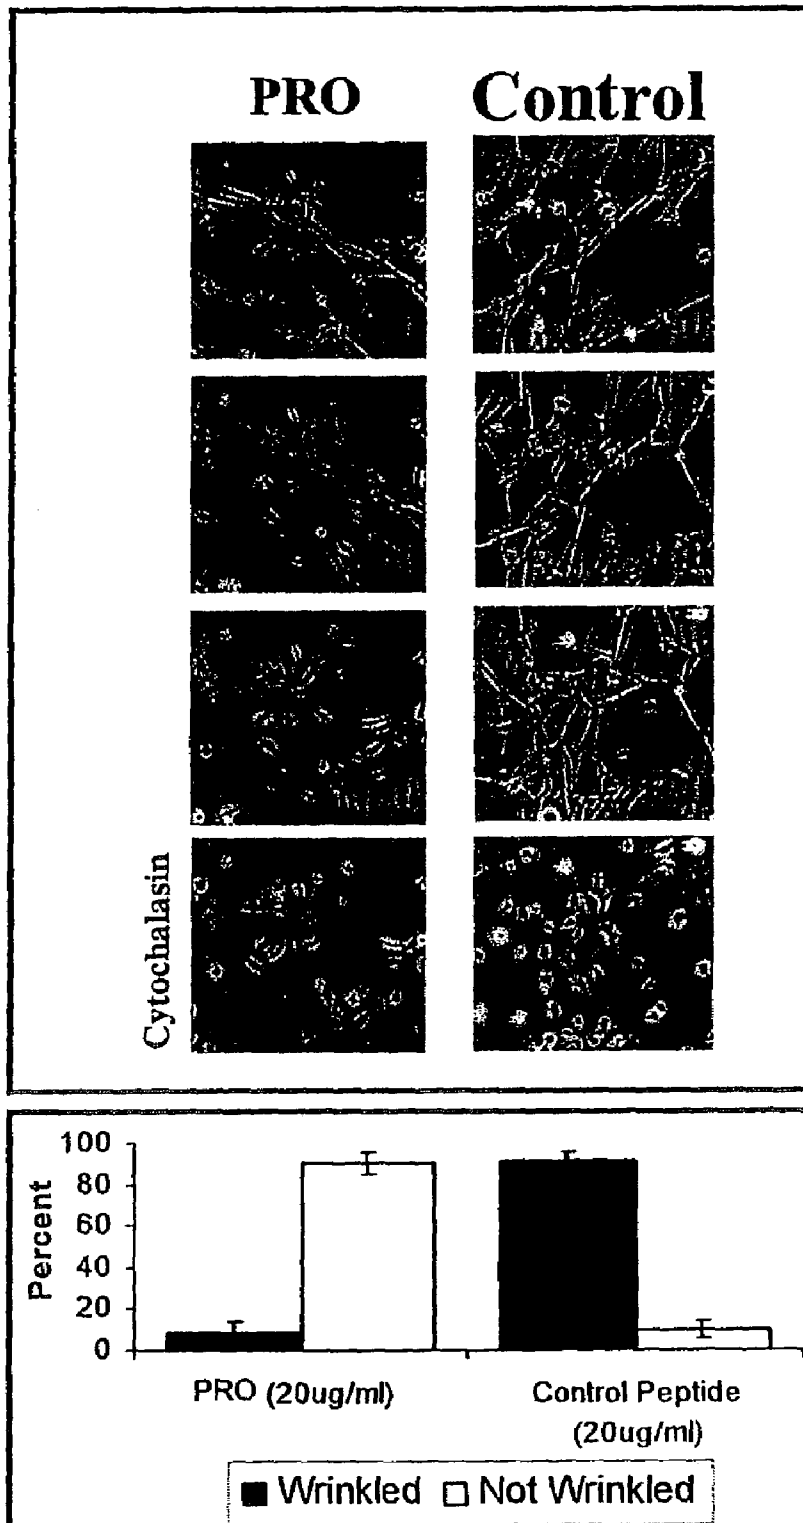 PRO
Control
Cytochalasin
100
80
60
40
20
0
Percent
PRO (20ug/ml)
Control Peptide
(20ug/ml)
Wrinkled
Not Wrinkled